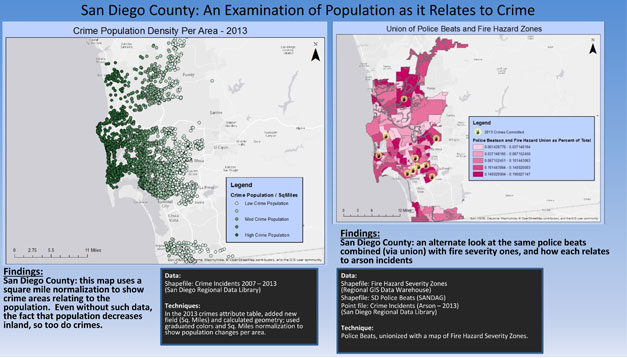 San Diego County: An Examination of Population as it Relates to Crime
Crime Population Density Per Area - 2013
N
Legend
Crime Population / SqMiles
Low Crime Population
Mid Crime Population
High Crime Population
0 2.75 5.5 11 Miles
Findings:
San Diego County: this map uses a
square mile normalization to show
crime areas relating to the
population. Even without such data,
the fact that population decreases
inland, so too do crimes.
Data:
Shapefile: Crime Incidents 2007 – 2013
(San Diego Regional Data Library)
Techniques:
In the 2013 crimes attribute table, added new
field (Sq. Miles) and calculated geometry; used
graduated colors and Sq. Miles normalization to
show population changes per area.
Union of Police Beats and Fire Hazard Zones
N
Legend
2013 Crimes Committed
Police Beatson and Fire Hazard Union as Percent of Total
Findings:
San Diego County: an alternate look at the same police beats
combined (via union) with fire severity ones, and how each relates
to arson incidents
Data:
Shapefile: Fire Hazard Severity Zones
(Regional GIS Data Warehouse)
Shapefile: SD Police Beats (SANDAG)
Point file: Crime Incidents (Arson – 2013)
(San Diego Regional Data Library)
Technique:
Police Beats, unionized with a map of Fire Hazard Severity Zones.